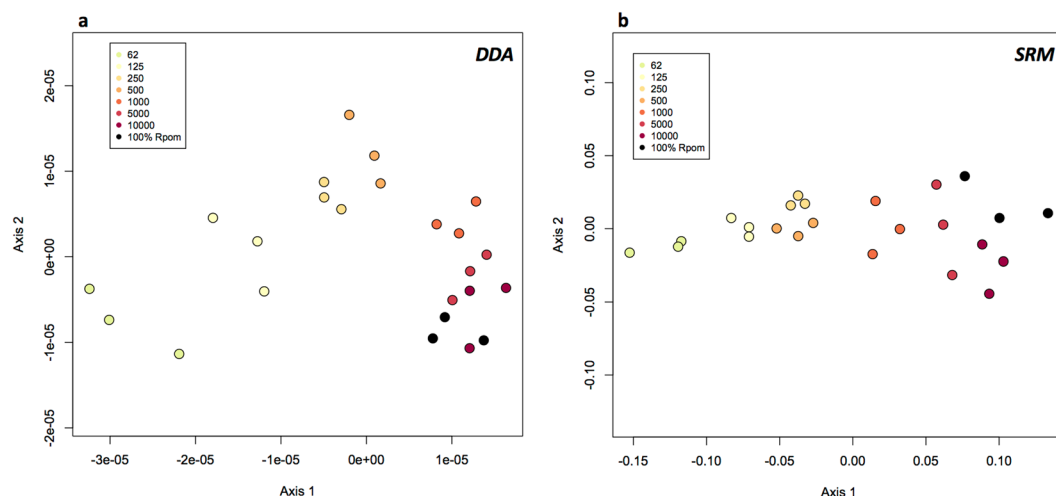 a
DDA
62
125
250
500
1000
5000
10000
100% Rpom
2e-05
1e-05
0e+00
-1e-05
-2e-05
Axis 2
-3e-05 -2e-05 -1e-05 0e+00 1e-05
Axis 1
b
SRM
62
125
250
500
1000
5000
10000
100% Rpom
0.10
0.05
0.00
-0.05
-0.10
Axis 2
-0.15 -0.10 -0.05 0.00 0.05 0.10
Axis 1